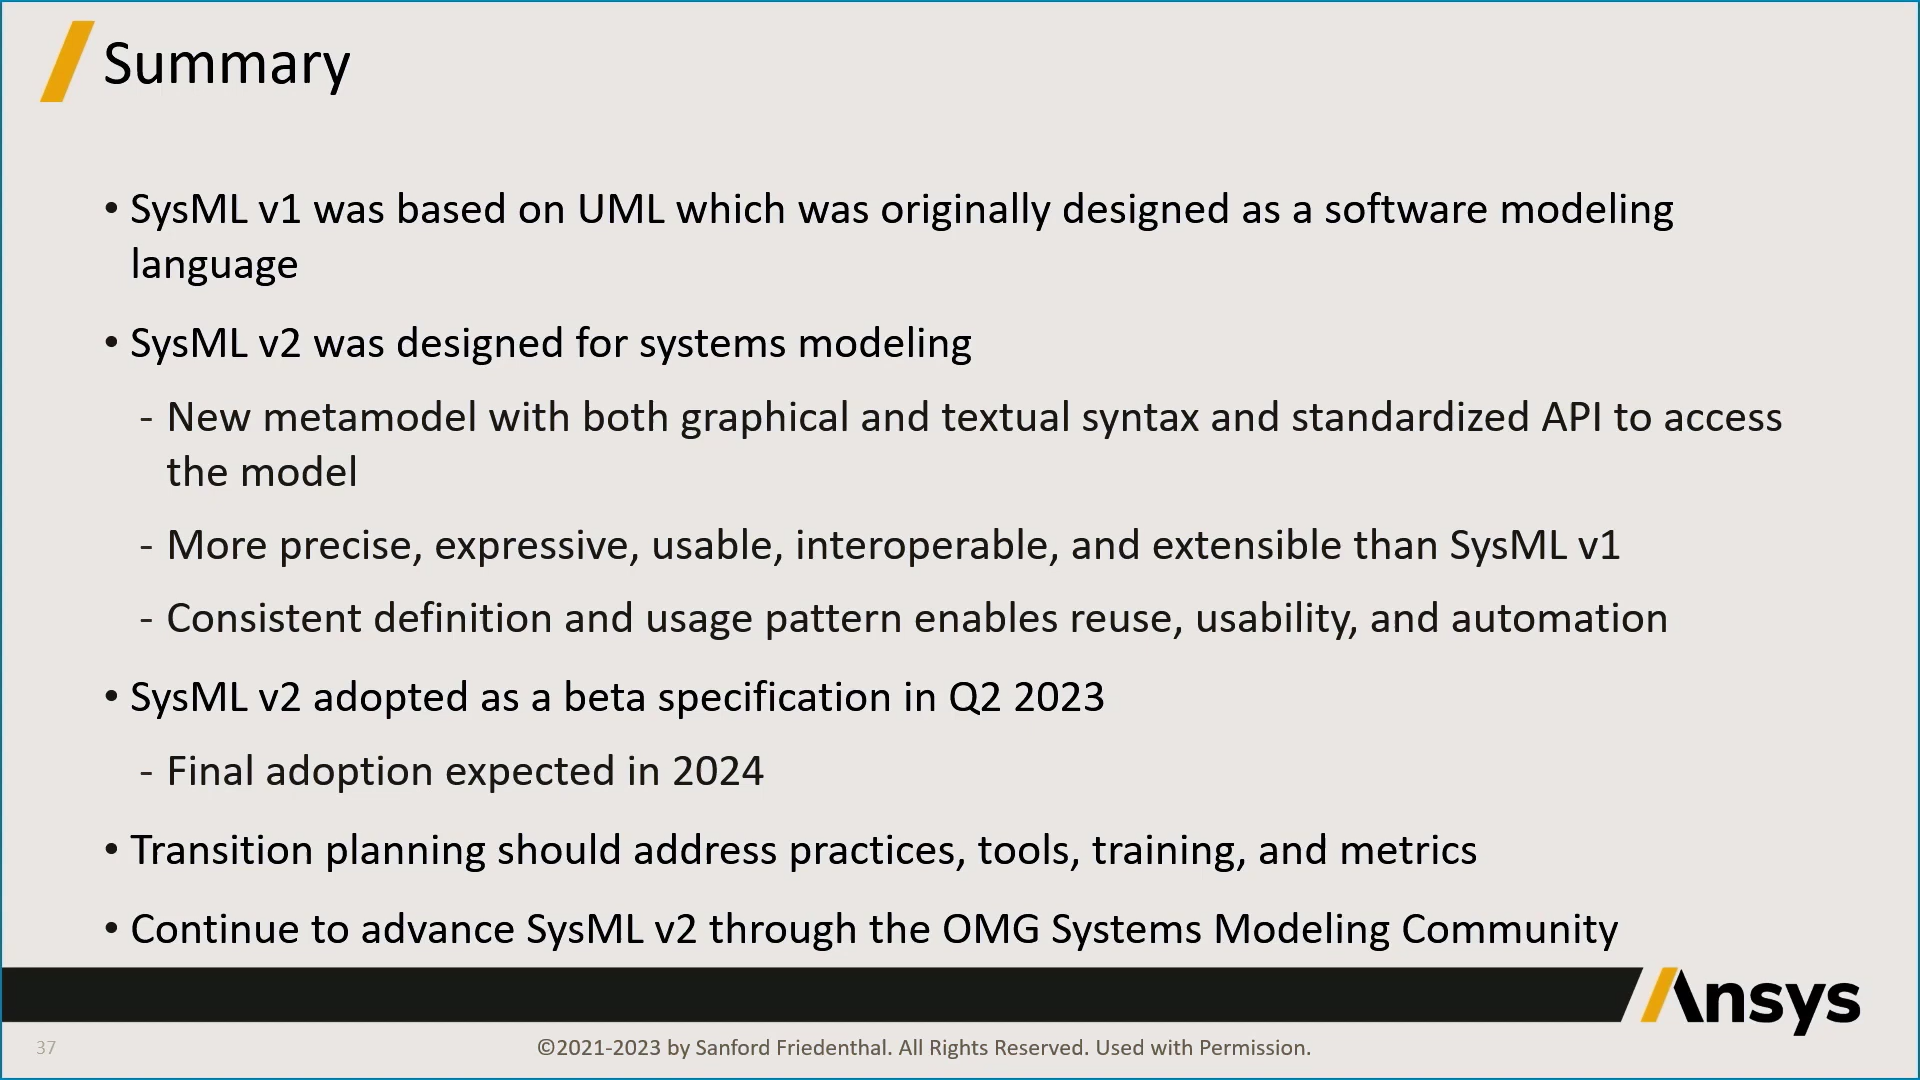 Summary
• SysML v1 was based on UML which was originally designed as a software modeling
language
• SysML v2 was designed for systems modeling
- New metamodel with both graphical and textual syntax and standardized API to access
the model
- More precise, expressive, usable, interoperable, and extensible than SysML v1
- Consistent definition and usage pattern enables reuse, usability, and automation
• SysML v2 adopted as a beta specification in Q2 2023
- Final adoption expected in 2024
• Transition planning should address practices, tools, training, and metrics
• Continue to advance SysML v2 through the OMG Systems Modeling Community
Ansys
37
©2021-2023 by Sanford Friedenthal. All Rights Reserved. Used with Permission.